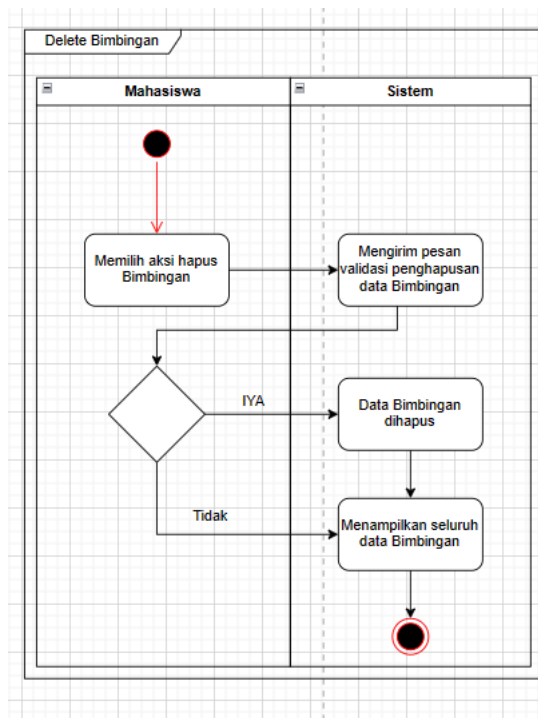 Delete Bimbingan
Mahasiswa
Sistem
Memilih aksi hapus
Bimbingan
Mengirim pesan
validasi penghapusan
data Bimbingan
IYA
Data Bimbingan
dihapus
Tidak
Menampilkan seluruh
data Bimbingan